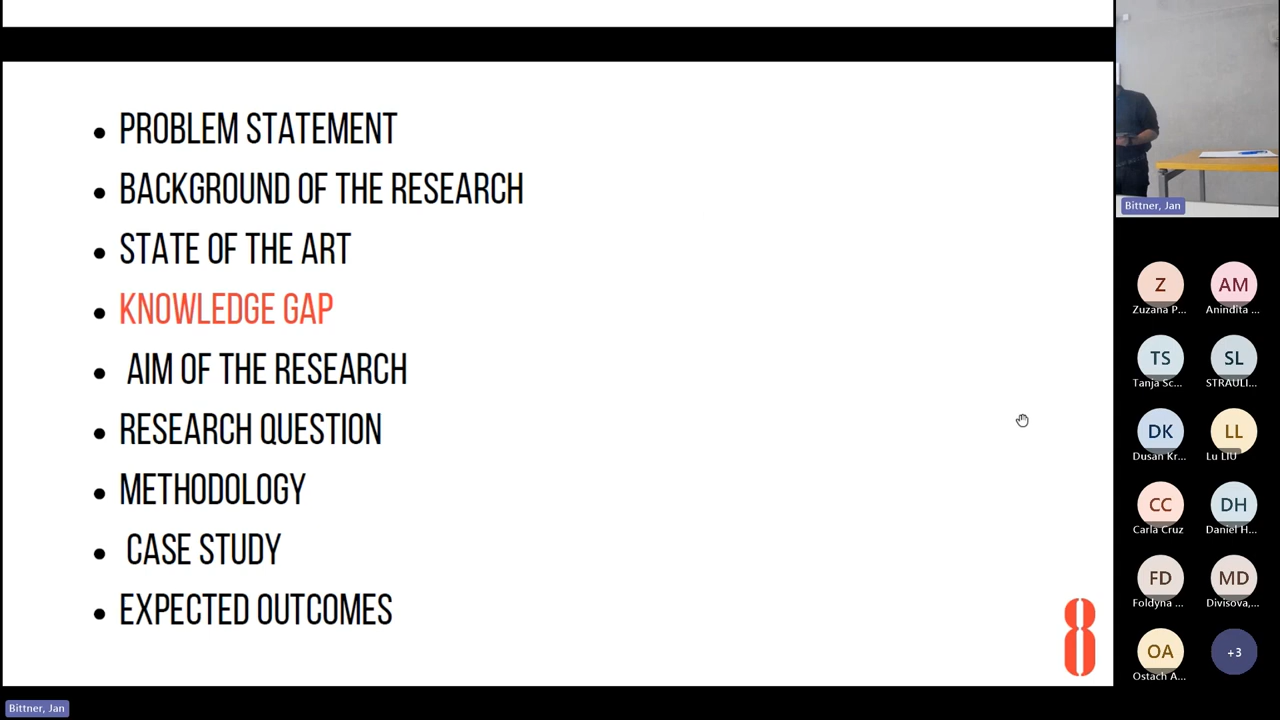 PROBLEM STATEMENT
BACKGROUND OF THE RESEARCH
STATE OF THE ART
KNOWLEDGE GAP
AIM OF THE RESEARCH
RESEARCH QUESTION
METHODOLOGY
CASE STUDY
EXPECTED OUTCOMES
8
Bittner, Jan
Bittner, Jan
Z
AM
Zuzana P...
Anindita ...
TS
SL
Tanja Sc...
STRAULI...
DK
LL
Dusan Kr...
Lu LIU
CC
DH
Carla Cruz
Daniel H...
FD
MD
Foldyna ...
Divisova,...
OA
+3
Ostach A...